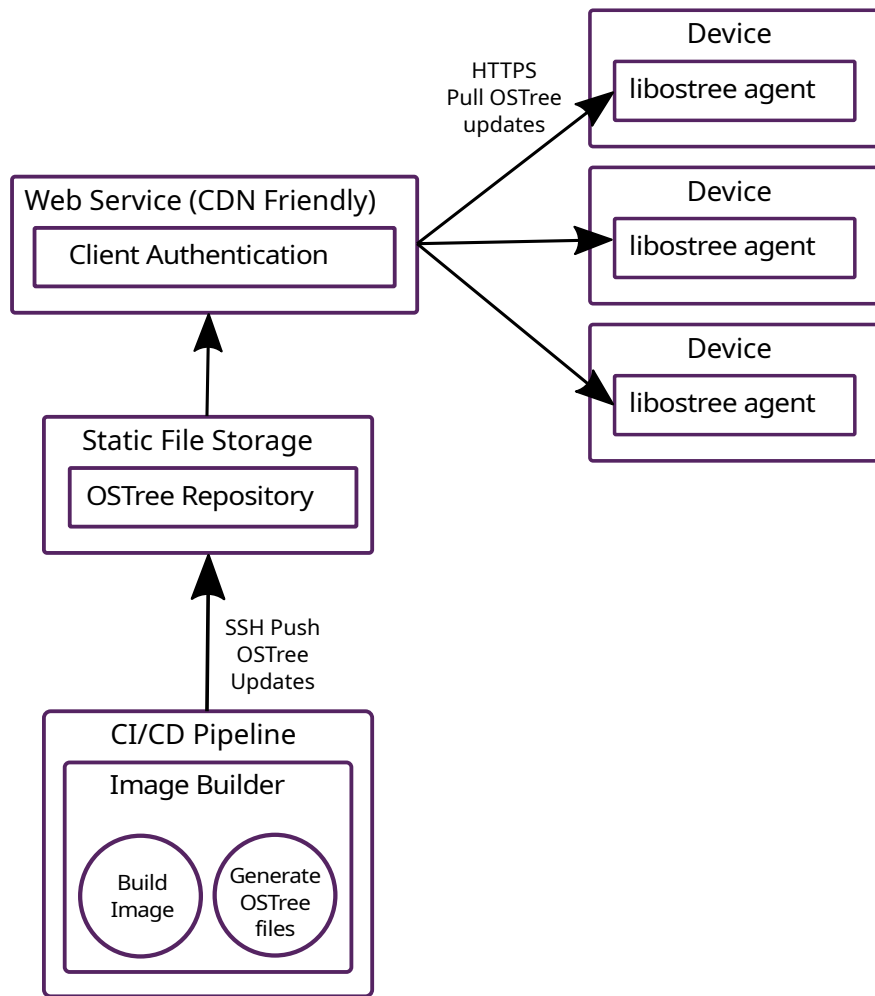 Device
libostree agent
HTTPS
Pull OSTree
updates
Device
libostree agent
Web Service (CDN Friendly)
Client Authentication
Device
libostree agent
Static File Storage
OSTree Repository
SSH Push
OSTree
Updates
CI/CD Pipeline
Image Builder
Build
Image
Generate
OSTree
files